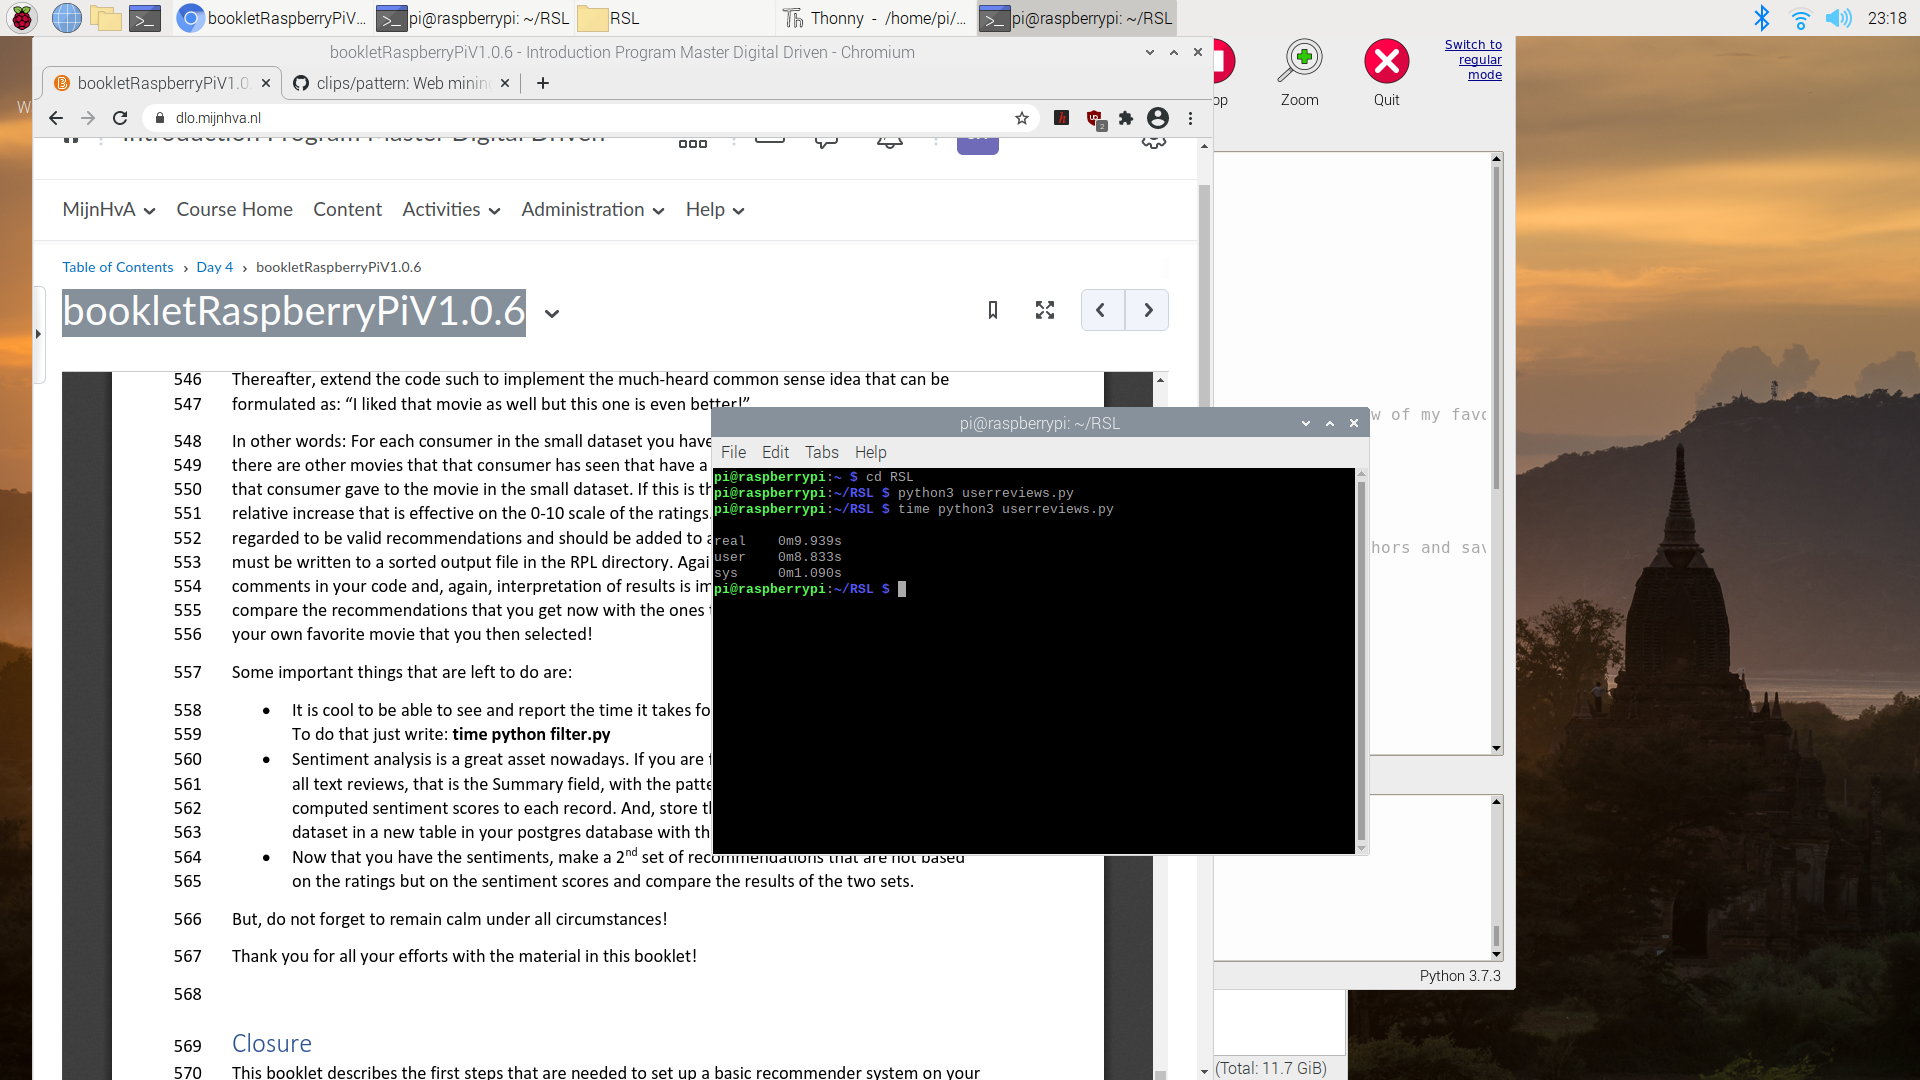 bookletRaspberryPiV...
pi@raspberrypi: ~/RSL
RSL
Thonny - /home/pi/...
pi@raspberrypi: ~/RSL
23:18
bookletRaspberryPiV1.0.6 - Introduction Program Master Digital Driven - Chromium
bookletRaspberryPiV1.0
clips/pattern: Web minin
dlo.mijnhva.nl
2
Introduction Program Master Digital Driven
MijnHvA
Course Home
Content
Activities
Administration
Help
Table of Contents › Day 4 › bookletRaspberryPiV1.0.6
bookletRaspberryPiV1.0.6
546 Thereafter, extend the code such to implement the much-heard common sense idea that can be
547 formulated as: “I liked that movie as well but this one is even better!”
548 In other words: For each consumer in the small dataset you have
549 there are other movies that that consumer has seen that have a
550 that consumer gave to the movie in the small dataset. If this is th
551 relative increase that is effective on the 0-10 scale of the ratings.
552 regarded to be valid recommendations and should be added to a
553 must be written to a sorted output file in the RPL directory. Agai
554 comments in your code and, again, interpretation of results is im
555 compare the recommendations that you get now with the ones t
556 your own favorite movie that you then selected!
557 Some important things that are left to do are:
558 • It is cool to be able to see and report the time it takes fo
559 To do that just write: time python filter.py
560 • Sentiment analysis is a great asset nowadays. If you are f
561 all text reviews, that is the Summary field, with the patte
562 computed sentiment scores to each record. And, store th
563 dataset in a new table in your postgres database with th
564 • Now that you have the sentiments, make a 2nd set of recommendations that are not based
565 on the ratings but on the sentiment scores and compare the results of the two sets.
566 But, do not forget to remain calm under all circumstances!
567 Thank you for all your efforts with the material in this booklet!
568
569 Closure
570 This booklet describes the first steps that are needed to set up a basic recommender system on your
pi@raspberrypi: ~/RSL
File Edit Tabs Help
pi@raspberrypi:~ $ cd RSL
pi@raspberrypi:~/RSL $ python3 userreviews.py
pi@raspberrypi:~/RSL $ time python3 userreviews.py
real 0m9.939s
user 0m8.833s
sys 0m1.090s
pi@raspberrypi:~/RSL $
op
Zoom
Quit
Switch to
regular
mode
w of my favo
hors and sav
Python 3.7.3
(Total: 11.7 GiB)
W